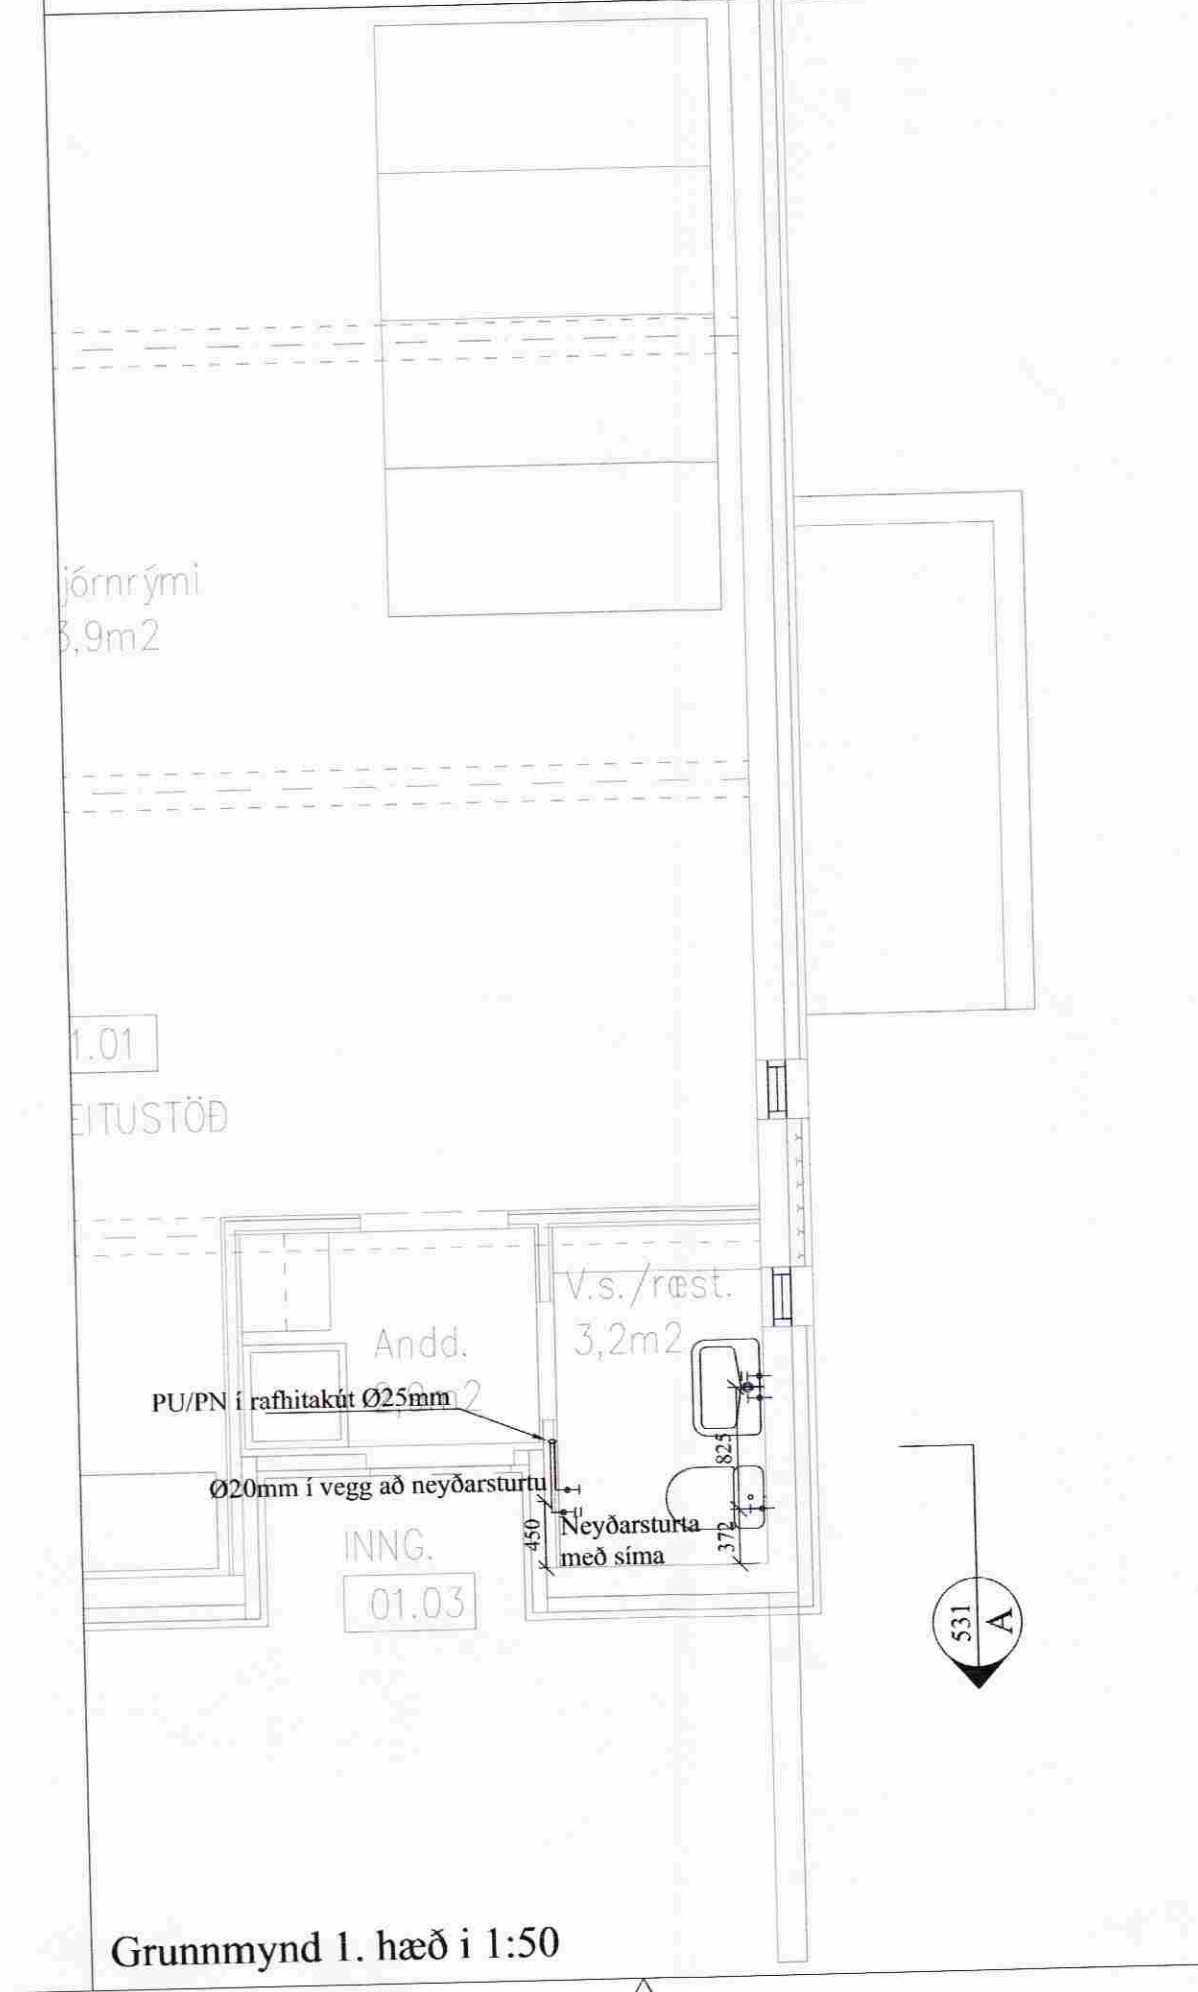 jórnrými
3,9m2
1.01
EITUSTÖÐ
V.s./ræst.
3,2m2
Andd.
PU/PN í rafhitakút Ø25mm
825
Ø20mm í vegg að neyðarsturtu
Neyðarsturta
með síma
450
372
INNG.
01.03
531
A
Grunnmynd 1. hæð i 1:50